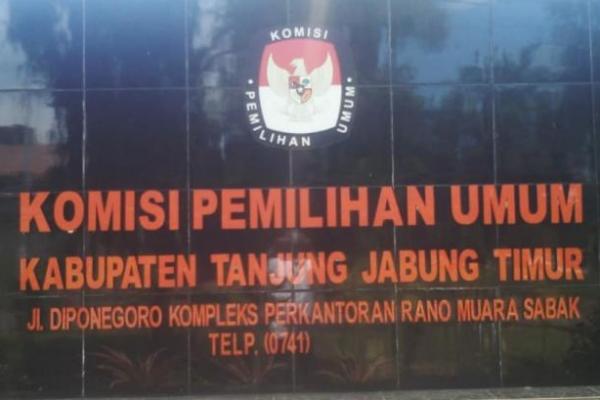 KOMISI
PEMILIHAN UMUM
KOMISI PEMILIHAN UMUM
KABUPATEN TANJUNG JABUNG TIMUR
Jl. DIPONEGORO KOMPLEKS PERKANTORAN RANO MUARA SABAK
TELP. (0741)